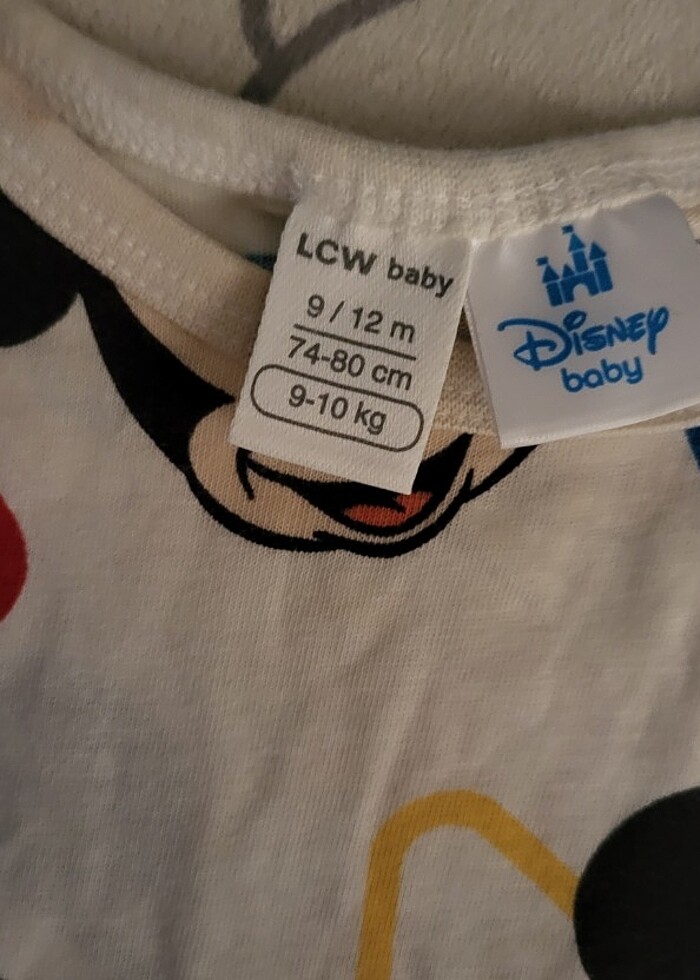 LCW baby
9 / 12 m
74-80 cm
9-10 kg
Disney
baby